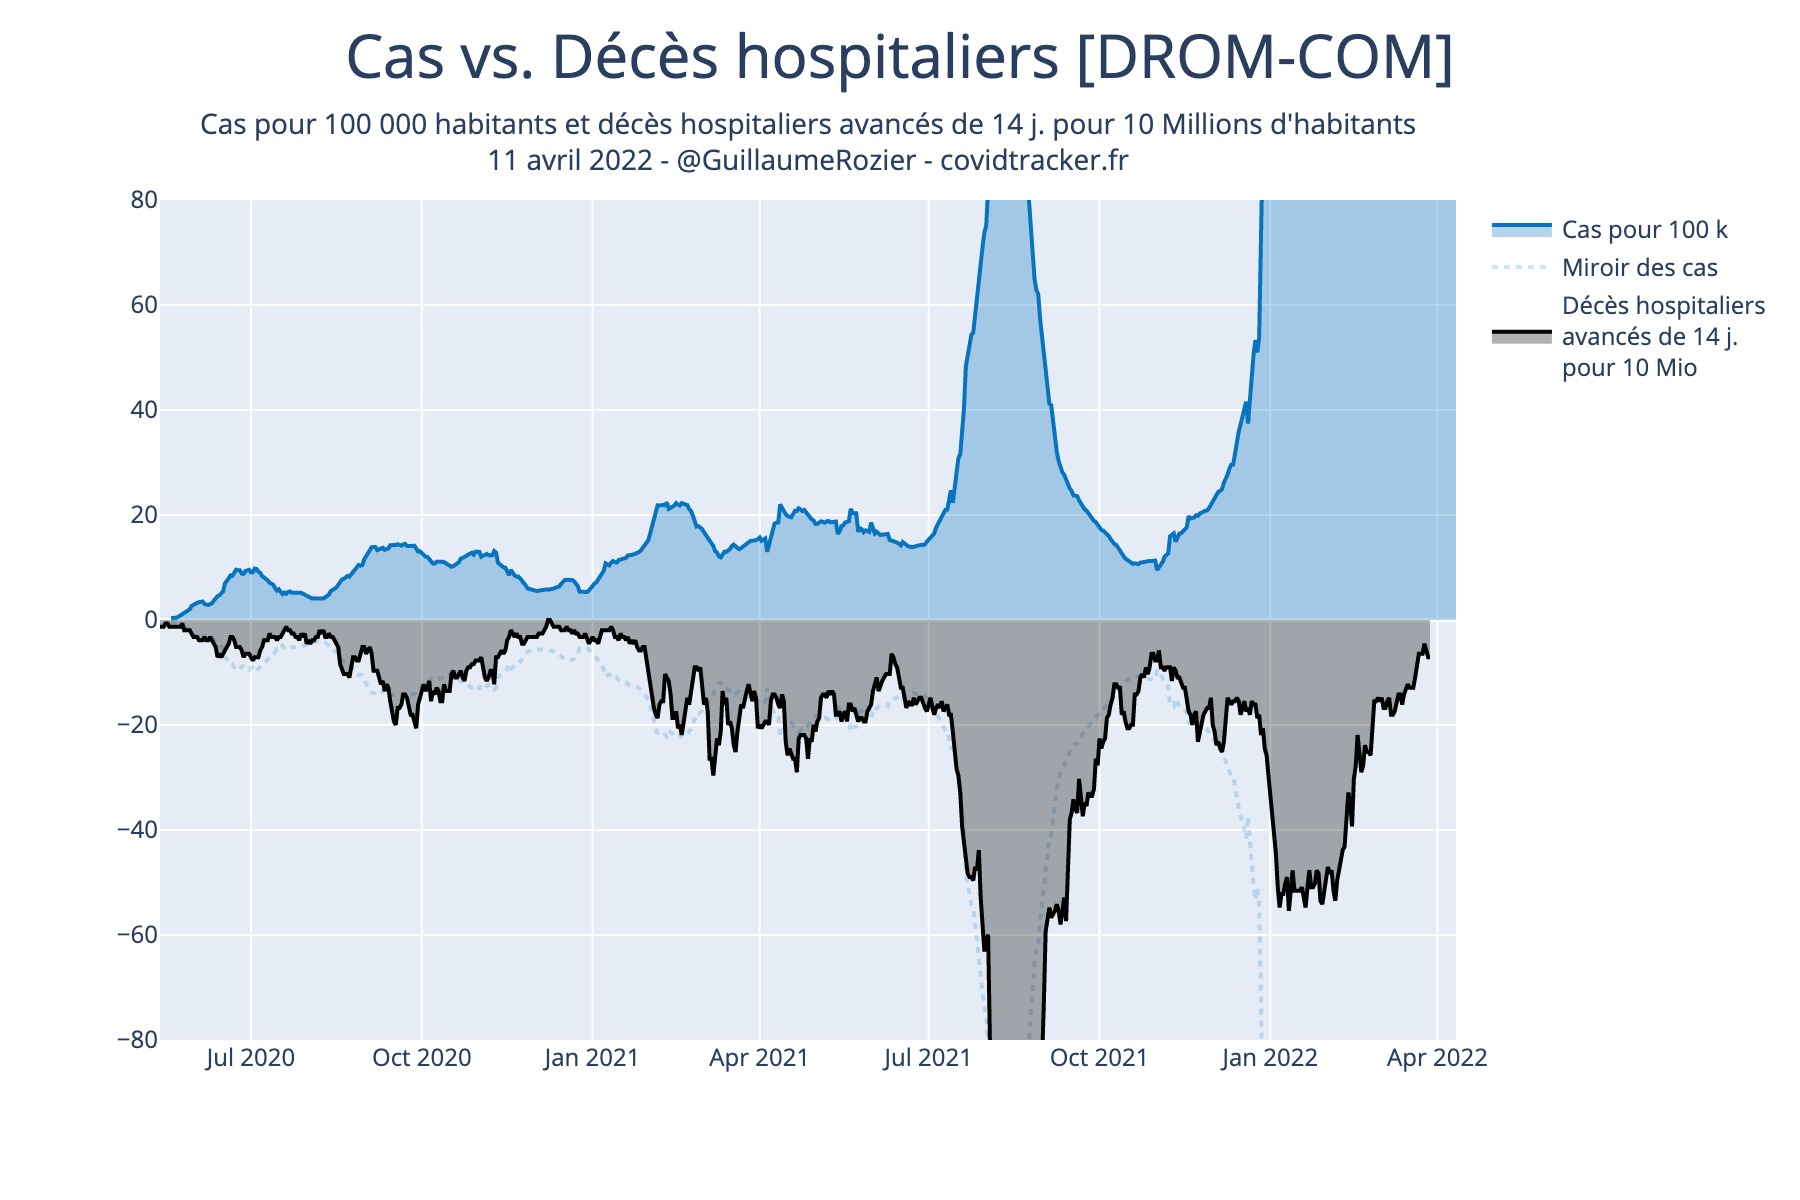 Cas vs. Décès hospitaliers [DROM-COM]
Cas pour 100 000 habitants et décès hospitaliers avancés de 14 j. pour 10 Millions d'habitants
11 avril 2022 - @GuillaumeRozier - covidtracker.fr
80
60
40
20
0
−20
−40
−60
−80
Jul 2020
Oct 2020
Jan 2021
Apr 2021
Jul 2021
Oct 2021
Jan 2022
Apr 2022
Cas pour 100 k
Miroir des cas
Décès hospitaliers
avancés de 14 j.
pour 10 Mio